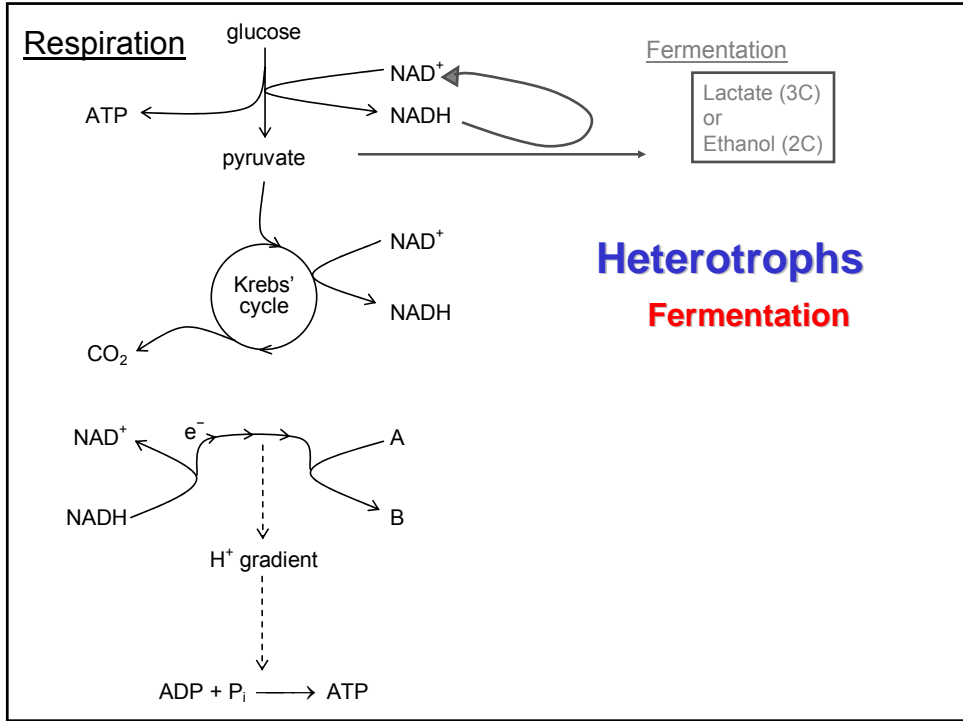 Respiration
glucose
NAD⁺
ATP
NADH
pyruvate
Fermentation
Lactate (3C)
or
Ethanol (2C)
NAD⁺
Krebs'
cycle
NADH
CO₂
Heterotrophs
Fermentation
NAD⁺
e⁻
A
NADH
B
H⁺ gradient
ADP + Pᵢ ⟶ ATP